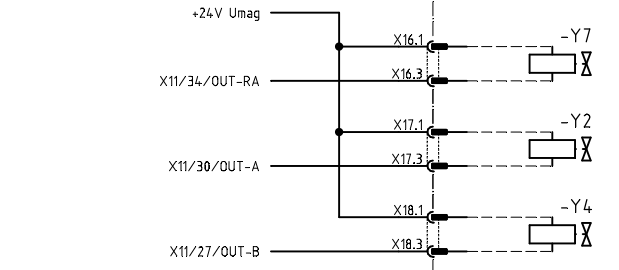 +24V Umag
X16.1
-Y7
X16.3
X11/34/OUT-RA
X17.1
-Y2
X17.3
X11/30/OUT-A
X18.1
-Y4
X18.3
X11/27/OUT-B